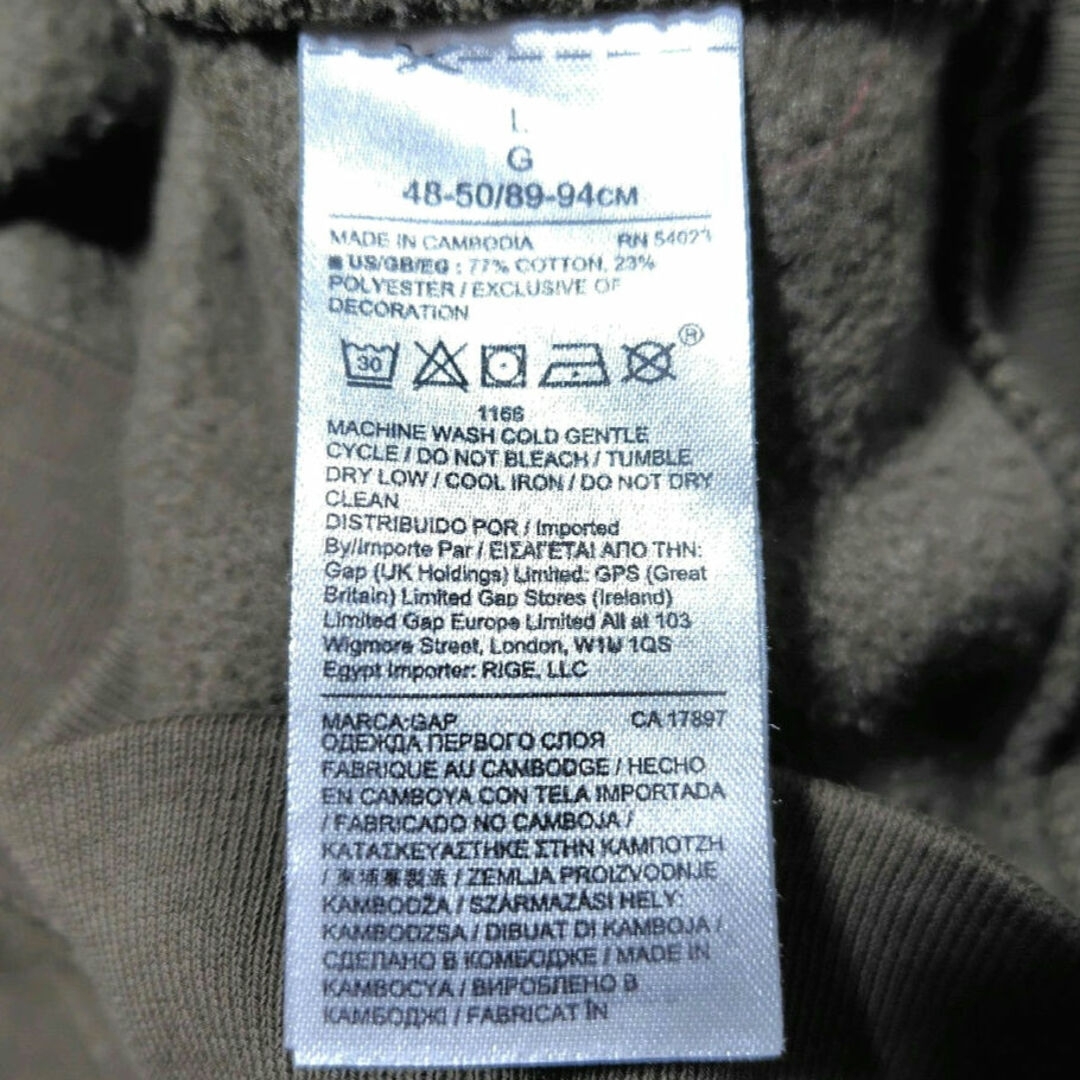 L
G
48-50/89-94CM
MADE IN CAMBODIA RN 54023
US/GB/EG : 77% COTTON, 23%
POLYESTER / EXCLUSIVE OF
DECORATION
30
®
1166
MACHINE WASH COLD GENTLE
CYCLE / DO NOT BLEACH / TUMBLE
DRY LOW / COOL IRON / DO NOT DRY
CLEAN
DISTRIBUIDO POR / Imported
By/Importe Par / ΕΙΣΑΓΕΤΑΙ ΑΠΟ ΤΗΝ:
Gap (UK Holdings) Limited: GPS (Great
Britain) Limited Gap Stores (Ireland)
Limited Gap Europe Limited All at 103
Wigmore Street, London, W1U 1QS
Egypt Importer: RIGE, LLC
MARCA:GAP CA 17897
ОДЕЖДА ПЕРВОГО СЛОЯ
FABRIQUE AU CAMBODGE / HECHO
EN CAMBOYA CON TELA IMPORTADA
/ FABRICADO NO CAMBOJA /
ΚΑΤΑΣΚΕΥΑΣΤΗΚΕ ΣΤΗΝ ΚΑΜΠΟΤΖΗ
/ 柬埔寨製造 / ZEMLJA PROIZVODNJE
KAMBODŽA / SZÁRMAZÁSI HELY:
KAMBODZSA / DIBUAT DI KAMBOJA /
СДЕЛАНО В КОМБОДЖЕ / MADE IN
KAMBOCYA / ВИРОБЛЕНО В
КАМБОДЖІ / FABRICAT ÎN